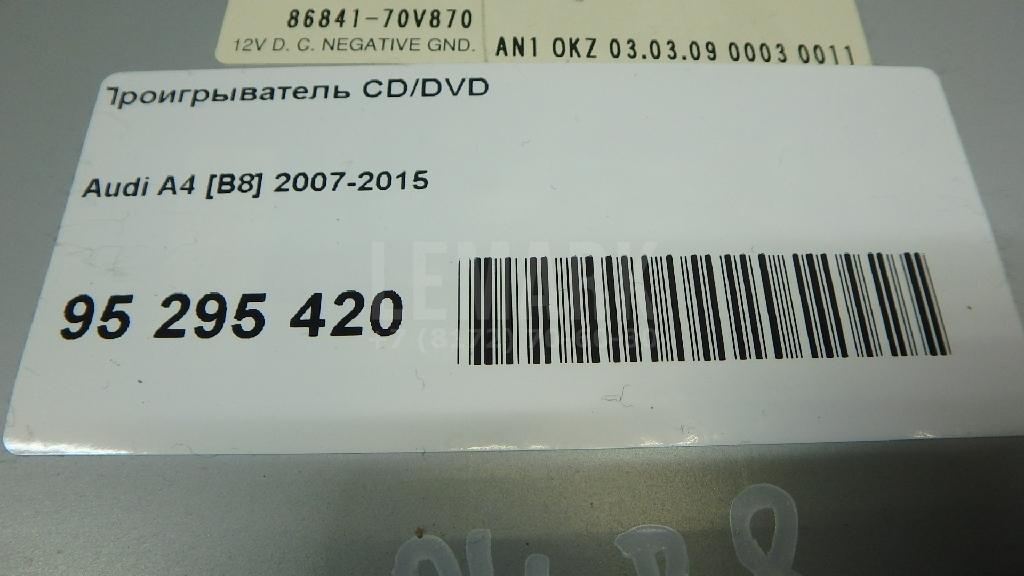 86841-70V870
12V D. C. NEGATIVE GND.
AN1 OKZ 03.03.09 0003 0011
Проигрыватель CD/DVD
Audi A4 [B8] 2007-2015
95 295 420
LEMARK